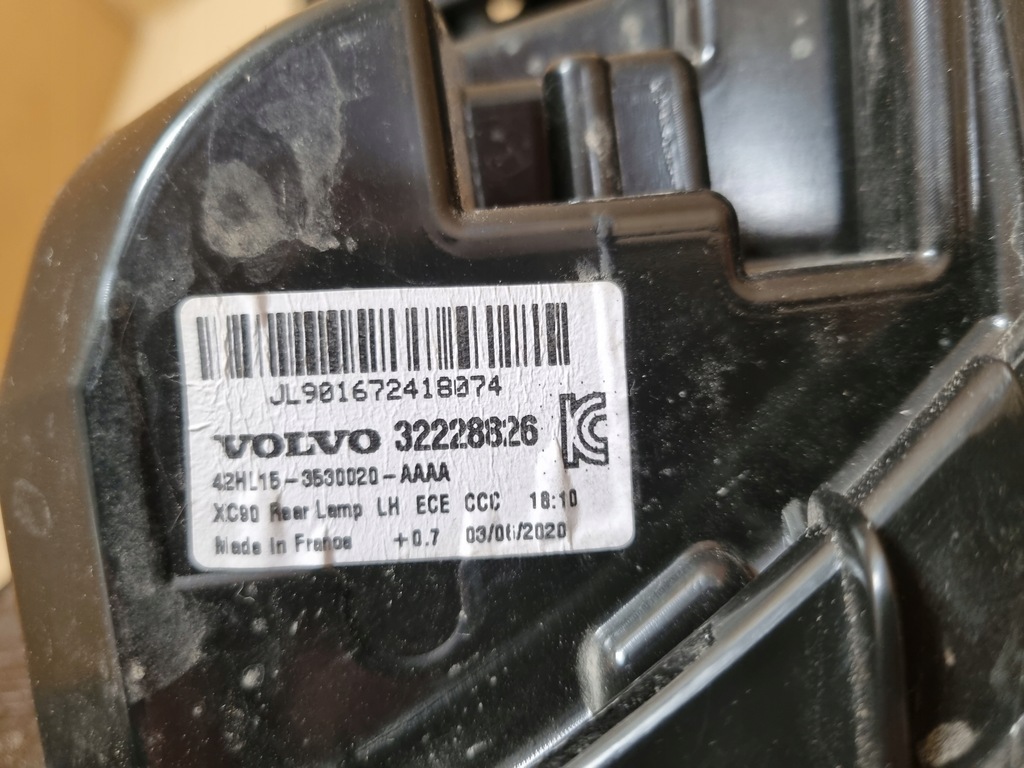 JL901672418074
VOLVO 32228826
42HL15-3530020-AAAA
XC90 Rear Lamp LH ECE CCC 18:10
Made in France +0.7 03/06/2020